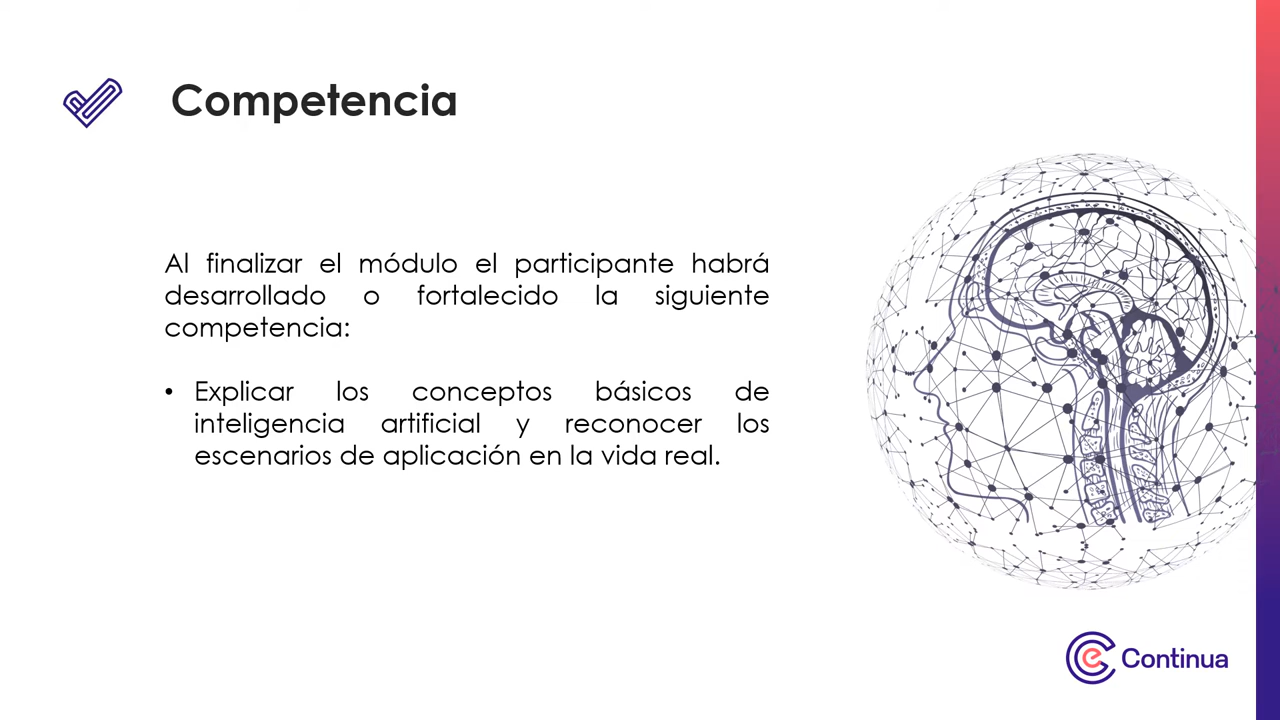 Competencia
Al finalizar el módulo el participante habrá
desarrollado o fortalecido la siguiente
competencia:
• Explicar los conceptos básicos de
inteligencia artificial y reconocer los
escenarios de aplicación en la vida real.
e Continua